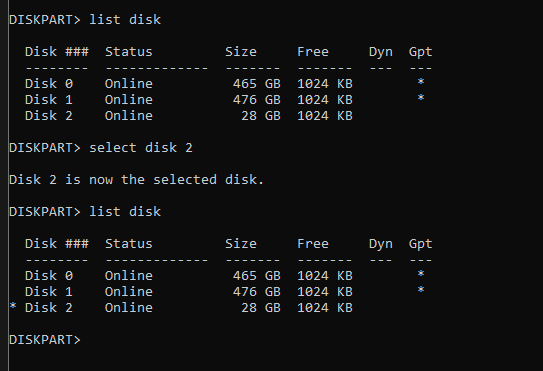 DISKPART> list disk
  Disk ###  Status         Size     Free     Dyn  Gpt
  --------  -------------  -------  -------  ---  ---
  Disk 0    Online          465 GB  1024 KB        *
  Disk 1    Online          476 GB  1024 KB        *
  Disk 2    Online           28 GB  1024 KB
DISKPART> select disk 2
Disk 2 is now the selected disk.
DISKPART> list disk
  Disk ###  Status         Size     Free     Dyn  Gpt
  --------  -------------  -------  -------  ---  ---
  Disk 0    Online          465 GB  1024 KB        *
  Disk 1    Online          476 GB  1024 KB        *
* Disk 2    Online           28 GB  1024 KB
DISKPART>